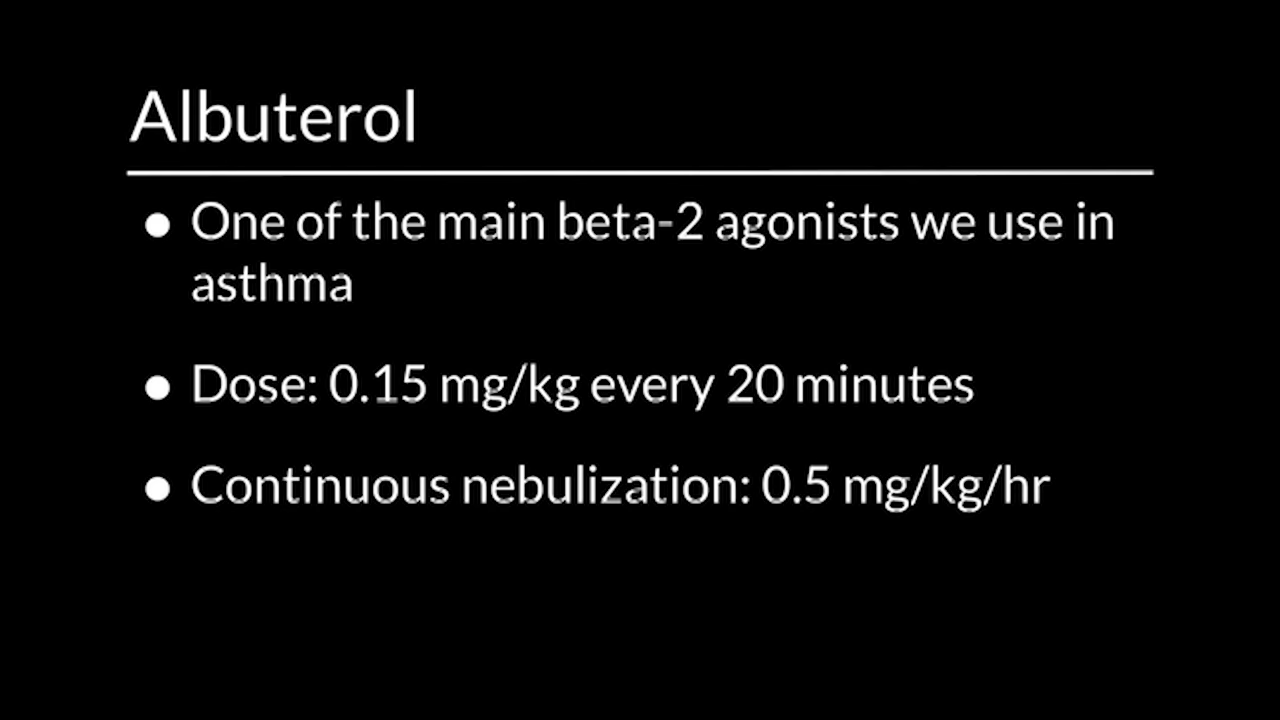 Albuterol
● One of the main beta-2 agonists we use in
asthma
● Dose: 0.15 mg/kg every 20 minutes
● Continuous nebulization: 0.5 mg/kg/hr